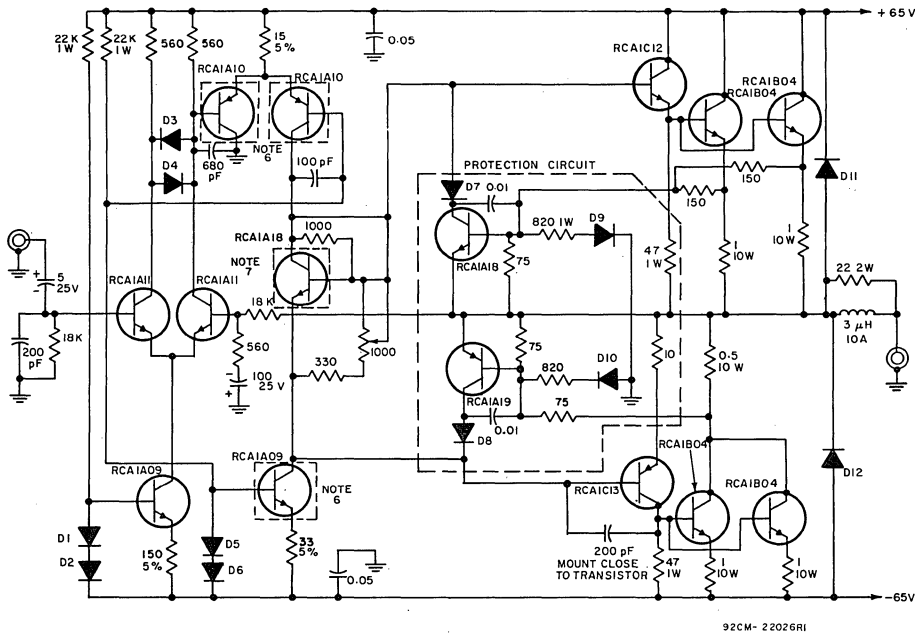 +65V
22K
1W
22K
1W
560
560
15
5%
0.05
RCA1A10
RCA1A10
RCA1C12
RCA1B04
RCA1B04
D3
D4
680
pF
NOTE
6
100 pF
PROTECTION CIRCUIT
D7
0.01
150
150
D11
RCA1A18
1000
NOTE
7
RCA1A18
75
820 1W
D9
47
1W
1
10W
1
10W
22 2W
5
25V
RCA1A11
RCA1A11
18K
200
pF
18K
560
100
25 V
330
1000
75
820
D10
10
0.5
10W
3 μH
10A
RCA1A19
0.01
75
D8
RCA1A09
RCA1A09
NOTE
6
RCA1C13
RCA1B04
RCA1B04
D12
D1
D2
150
5%
D5
D6
33
5%
0.05
200 pF
MOUNT CLOSE
TO TRANSISTOR
47
1W
1
10W
1
10W
-65V
92CM-22026R1